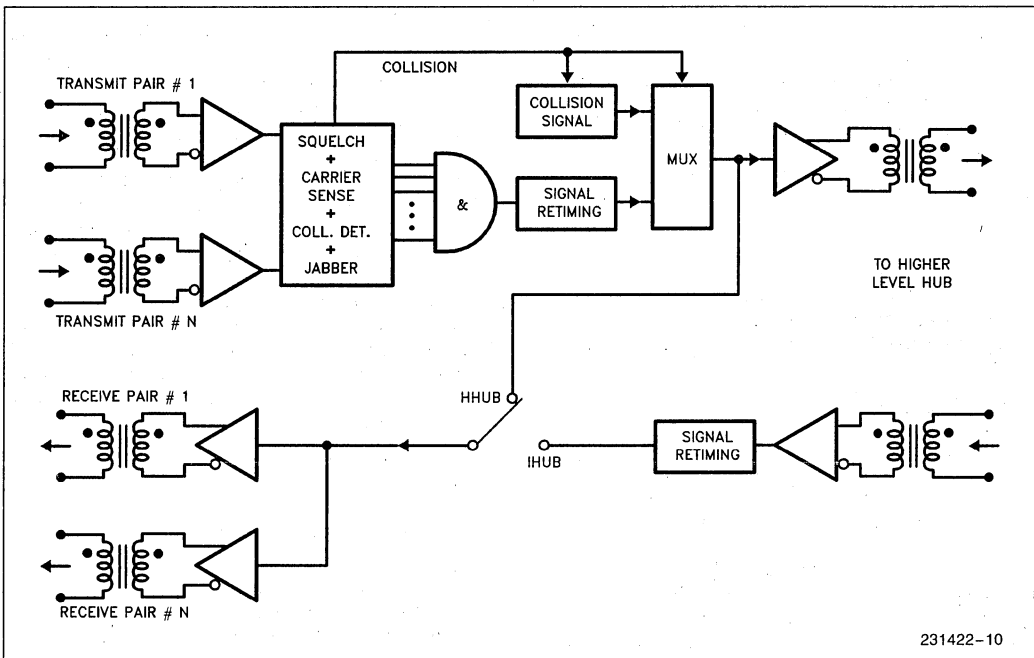 COLLISION
TRANSMIT PAIR # 1
COLLISION
SIGNAL
SQUELCH
+
CARRIER
SENSE
+
COLL. DET.
+
JABBER
&
SIGNAL
RETIMING
MUX
TRANSMIT PAIR # N
TO HIGHER
LEVEL HUB
RECEIVE PAIR # 1
HHUB
IHUB
SIGNAL
RETIMING
RECEIVE PAIR # N
231422-10